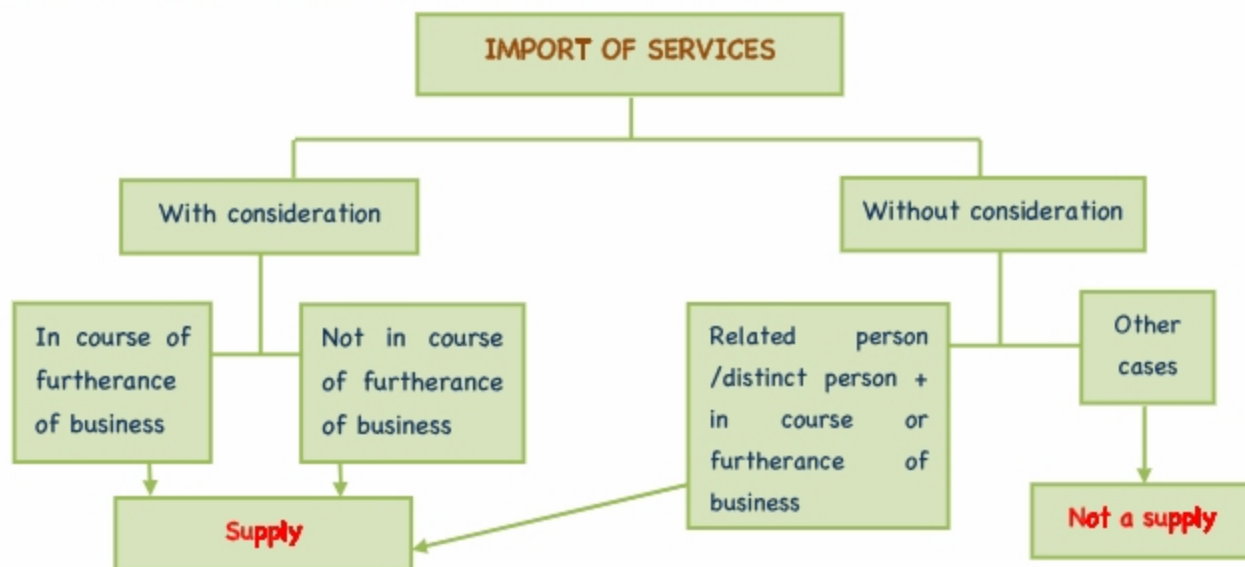 IMPORT OF SERVICES
With consideration
Without consideration
In course of
furtherance
of business
Not in course
of furtherance
of business
Related person
/distinct person +
in course or
furtherance of
business
Other
cases
Supply
Not a supply